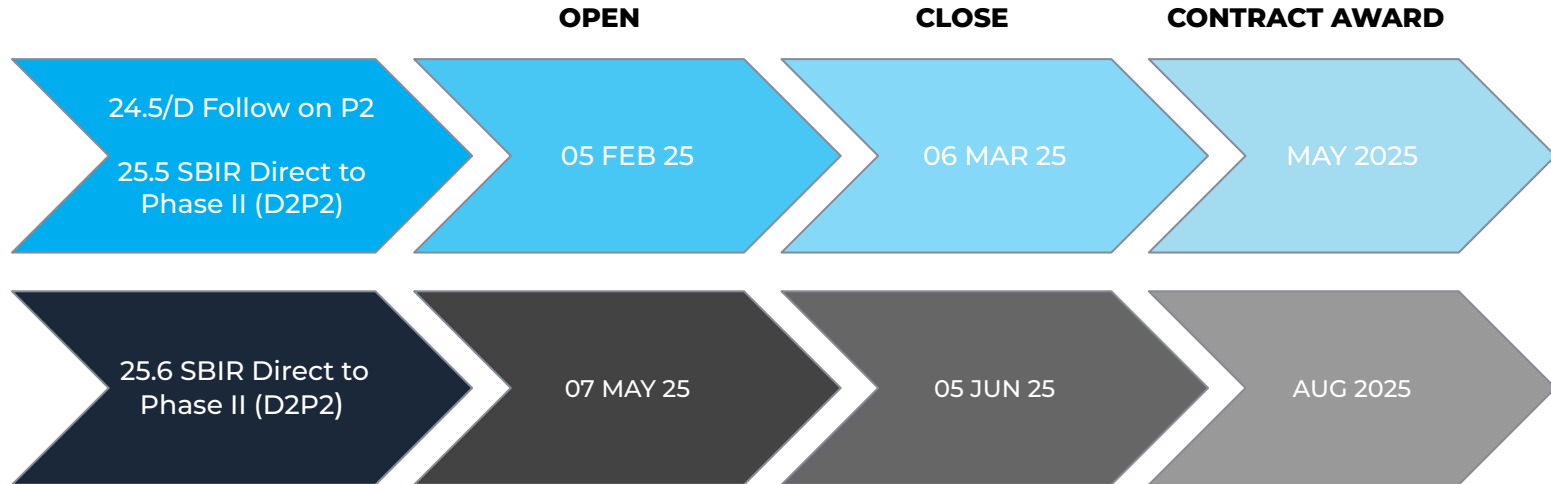 OPEN
CLOSE
CONTRACT AWARD
24.5/D Follow on P2
25.5 SBIR Direct to
Phase II (D2P2)
05 FEB 25
06 MAR 25
MAY 2025
25.6 SBIR Direct to
Phase II (D2P2)
07 MAY 25
05 JUN 25
AUG 2025